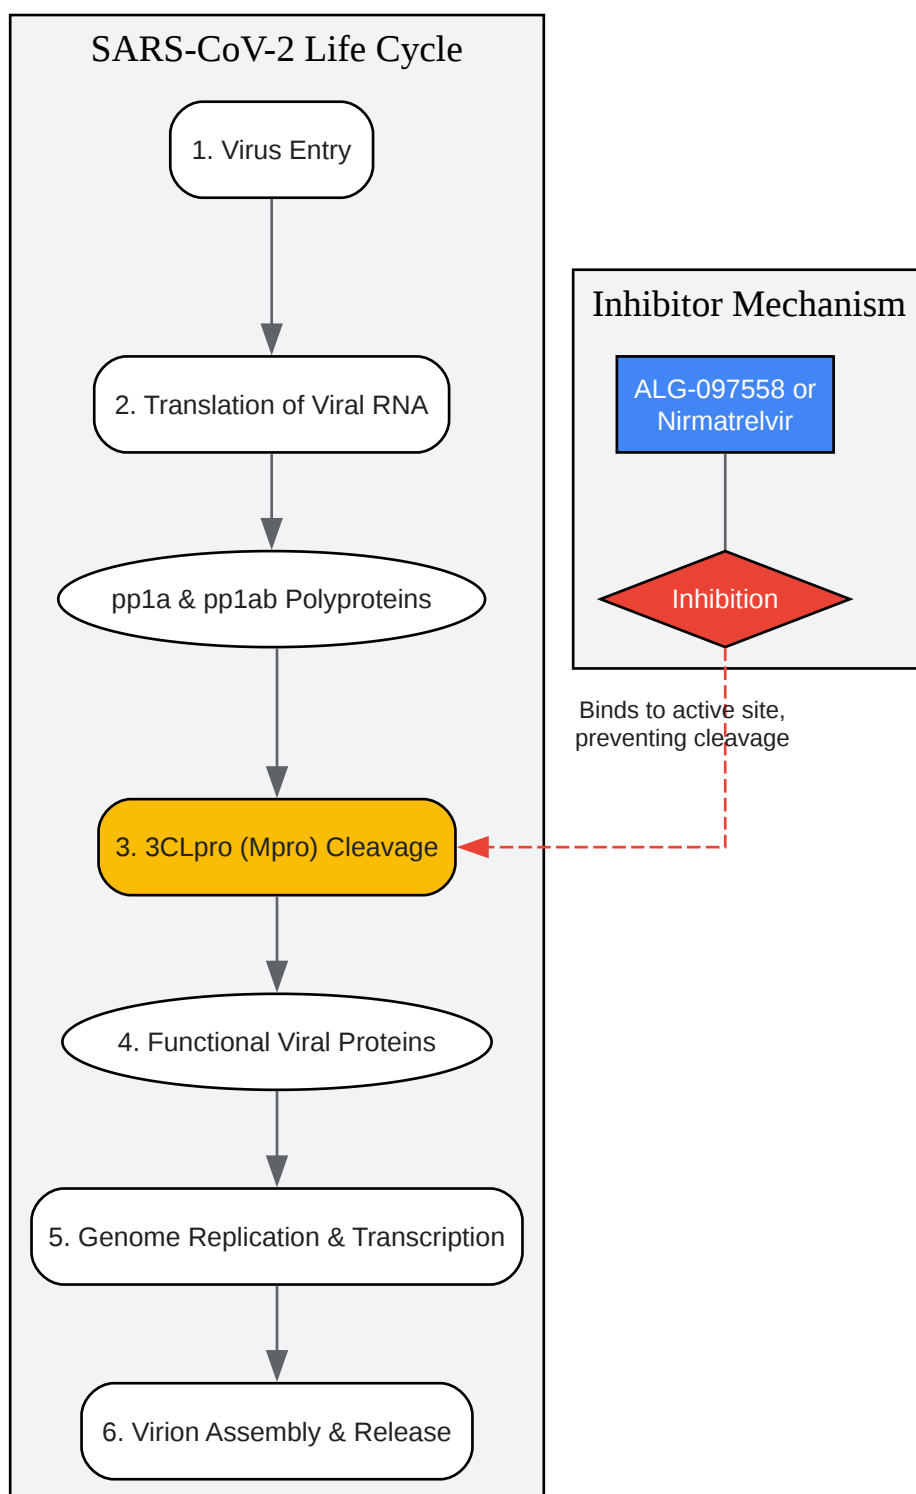 SARS-CoV-2 Life Cycle
1. Virus Entry
2. Translation of Viral RNA
pp1a & pp1ab Polyproteins
3. 3CLpro (Mpro) Cleavage
4. Functional Viral Proteins
5. Genome Replication & Transcription
6. Virion Assembly & Release
Inhibitor Mechanism
ALG-097558 or
Nirmatrelvir
Inhibition
Binds to active site,
preventing cleavage